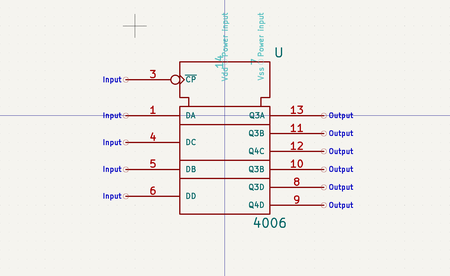 14 Vdd Power input
7 Vss Power input
U
Input 3 CP
Input 1 DA Q3A 13 Output
Q3B 11 Output
Input 4 DC
Q4C 12 Output
Input 5 DB Q3B 10 Output
Q3D 8 Output
Input 6 DD
Q4D 9 Output
4006